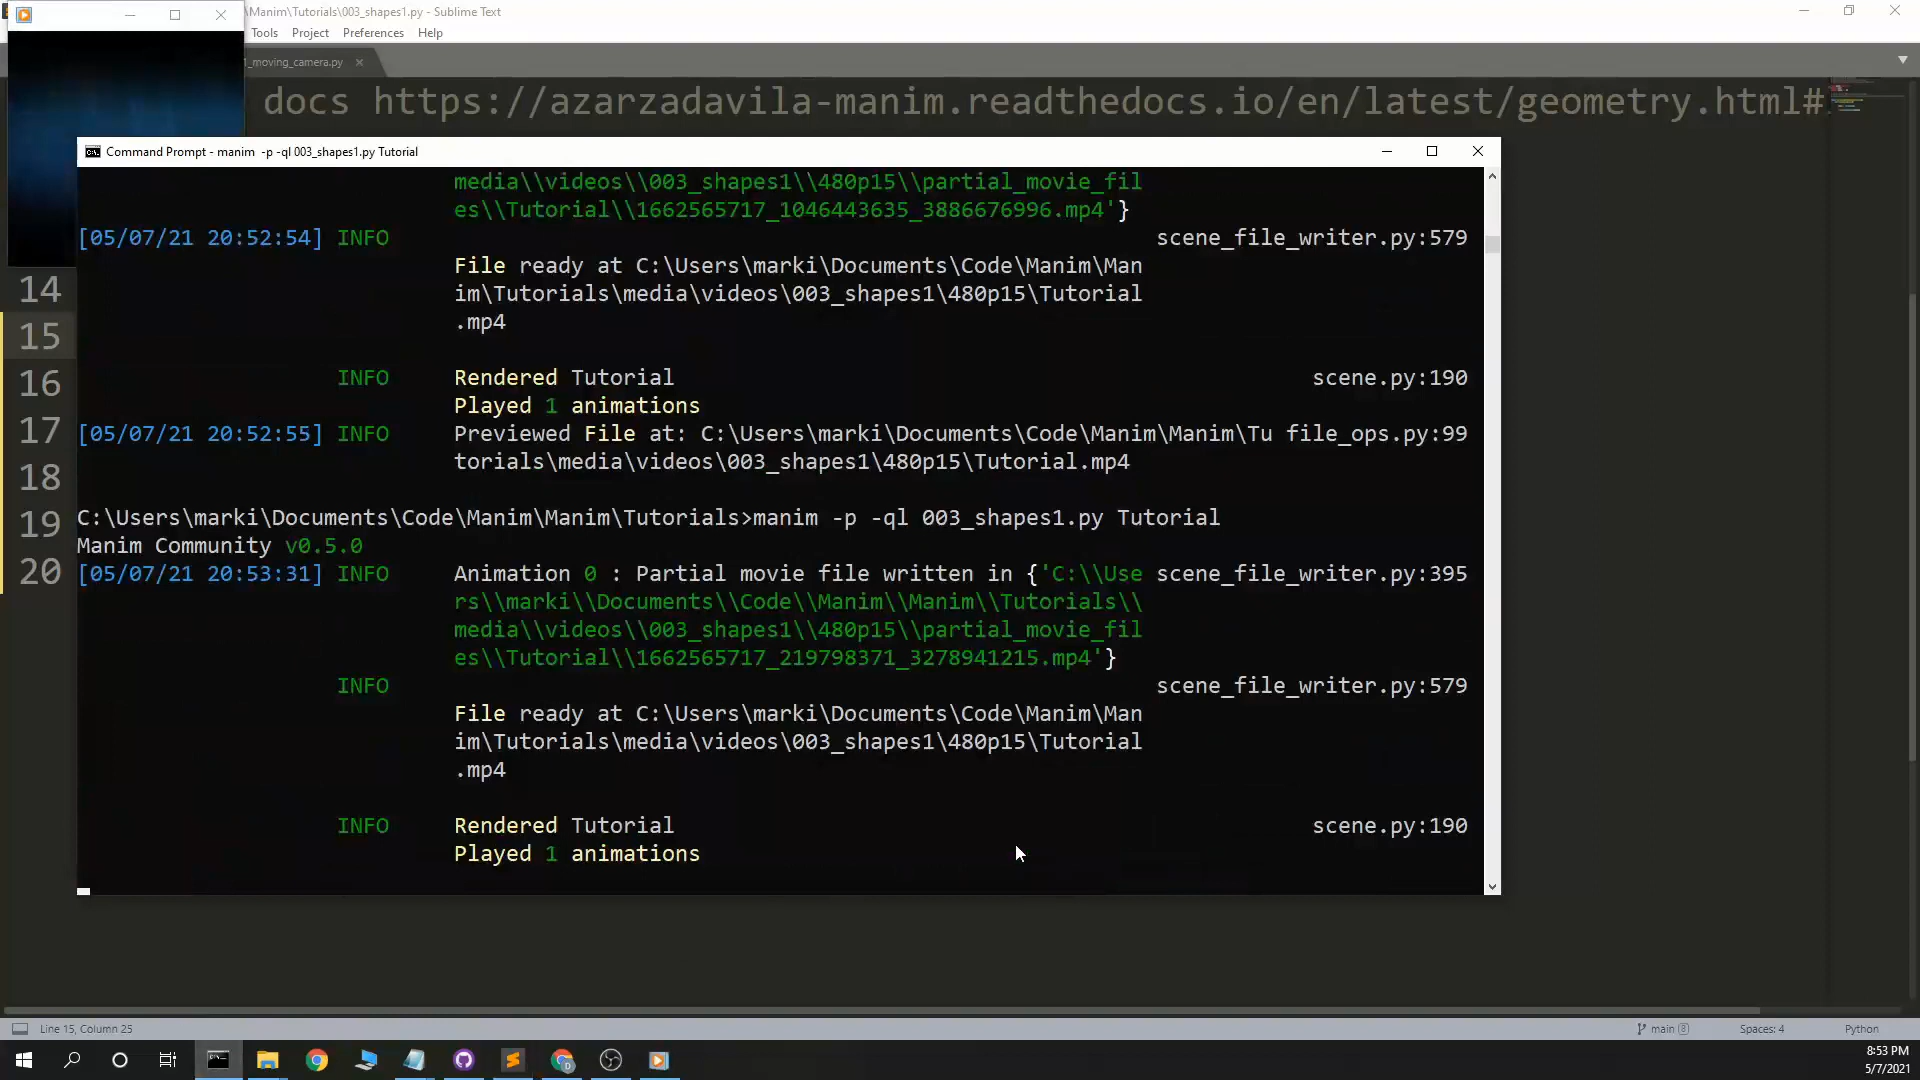 \Manim\Tutorials\003_shapes1.py - Sublime Text
Tools Project Preferences Help
_moving_camera.py
docs https://azarzadavila-manim.readthedocs.io/en/latest/geometry.html#
Command Prompt - manim -p -ql 003_shapes1.py Tutorial
media\\videos\\003_shapes1\\480p15\\partial_movie_fil
es\\Tutorial\\1662565717_1046443635_3886676996.mp4'}
[05/07/21 20:52:54] INFO scene_file_writer.py:579
File ready at C:\Users\marki\Documents\Code\Manim\Man
im\Tutorials\media\videos\003_shapes1\480p15\Tutorial
.mp4
INFO Rendered Tutorial scene.py:190
Played 1 animations
[05/07/21 20:52:55] INFO Previewed File at: C:\Users\marki\Documents\Code\Manim\Manim\Tu file_ops.py:99
torials\media\videos\003_shapes1\480p15\Tutorial.mp4
C:\Users\marki\Documents\Code\Manim\Manim\Tutorials>manim -p -ql 003_shapes1.py Tutorial
Manim Community v0.5.0
[05/07/21 20:53:31] INFO Animation 0 : Partial movie file written in {'C:\\Use scene_file_writer.py:395
rs\\marki\\Documents\\Code\\Manim\\Manim\\Tutorials\\
media\\videos\\003_shapes1\\480p15\\partial_movie_fil
es\\Tutorial\\1662565717_219798371_3278941215.mp4'}
INFO scene_file_writer.py:579
File ready at C:\Users\marki\Documents\Code\Manim\Man
im\Tutorials\media\videos\003_shapes1\480p15\Tutorial
.mp4
INFO Rendered Tutorial scene.py:190
Played 1 animations
14
15
16
17
18
19
20
Line 15, Column 25
main 8
Spaces: 4
Python
8:53 PM
5/7/2021